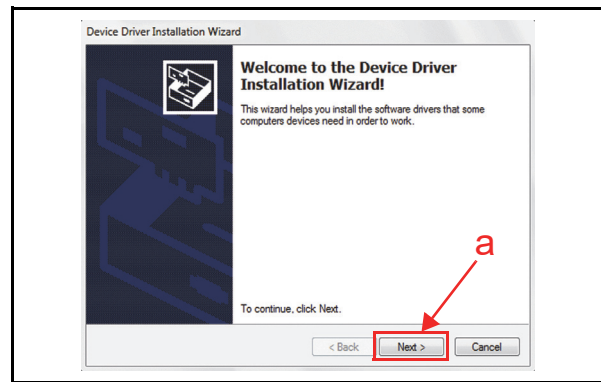 Device Driver Installation Wizard
Welcome to the Device Driver
Installation Wizard!
This wizard helps you install the software drivers that some
computers devices need in order to work.
a
To continue, click Next.
< Back Next > Cancel